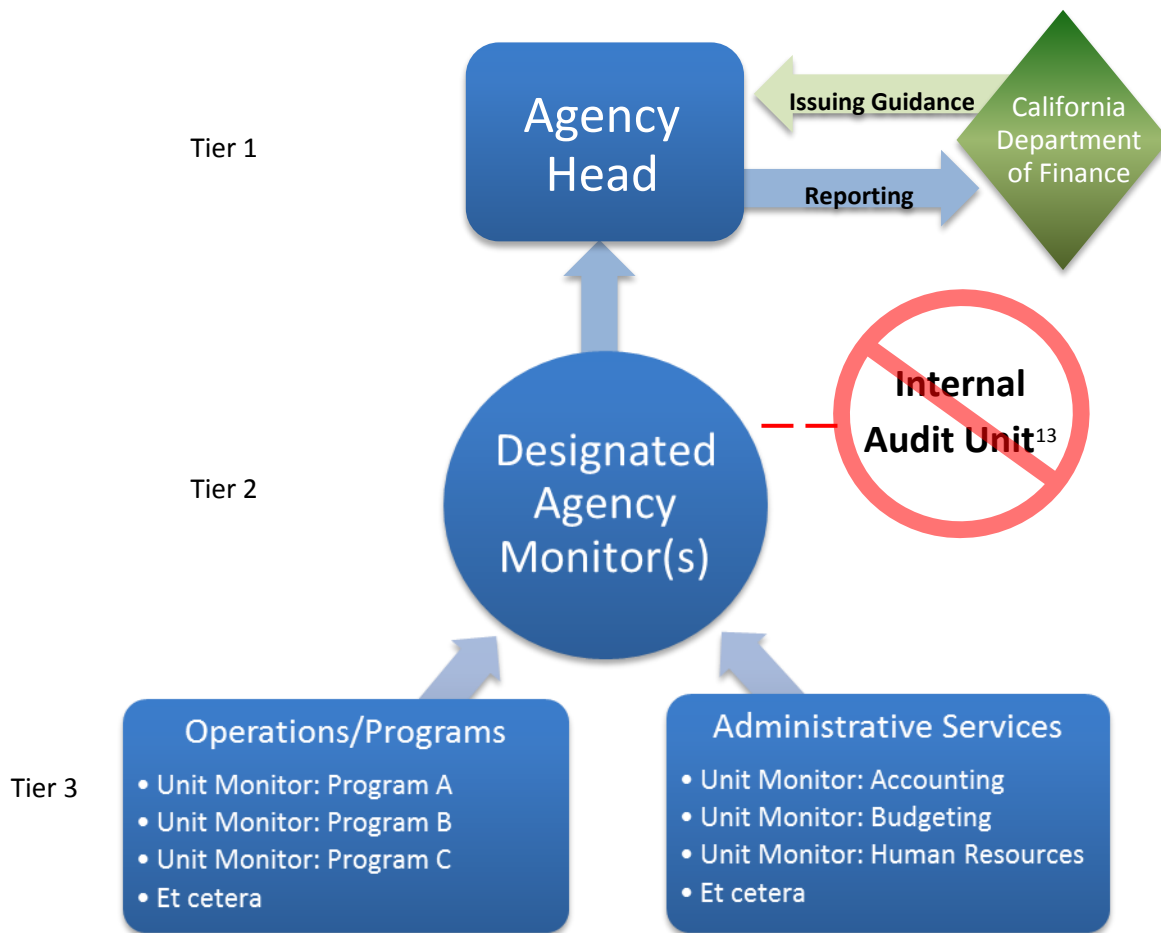 Tier 1
Agency
Head
Issuing Guidance
Reporting
California
Department
of Finance
Tier 2
Designated
Agency
Monitor(s)
Internal
Audit Unit13
Tier 3
Operations/Programs
• Unit Monitor: Program A
• Unit Monitor: Program B
• Unit Monitor: Program C
• Et cetera
Administrative Services
• Unit Monitor: Accounting
• Unit Monitor: Budgeting
• Unit Monitor: Human Resources
• Et cetera